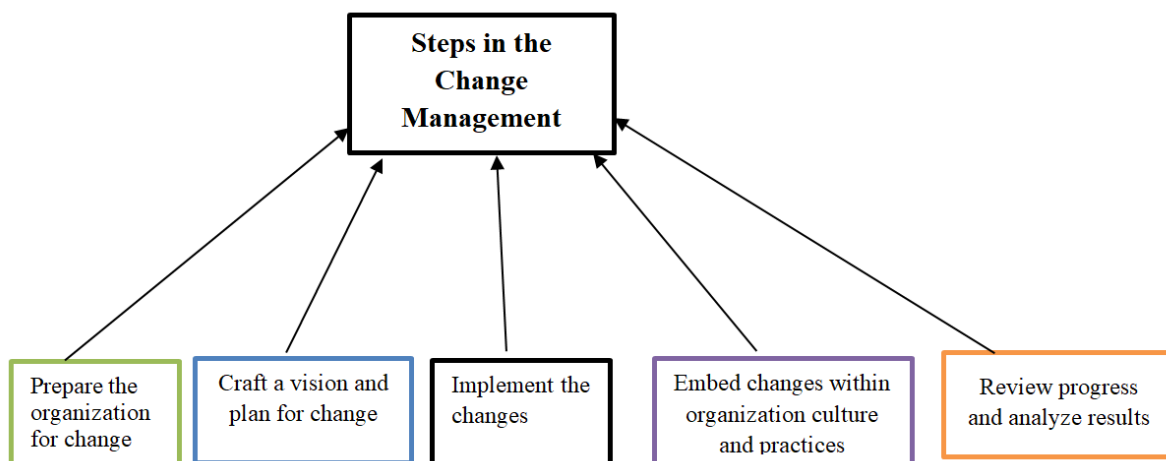 Steps in the
Change
Management
Prepare the
organization
for change
Craft a vision and
plan for change
Implement the
changes
Embed changes within
organization culture
and practices
Review progress
and analyze results